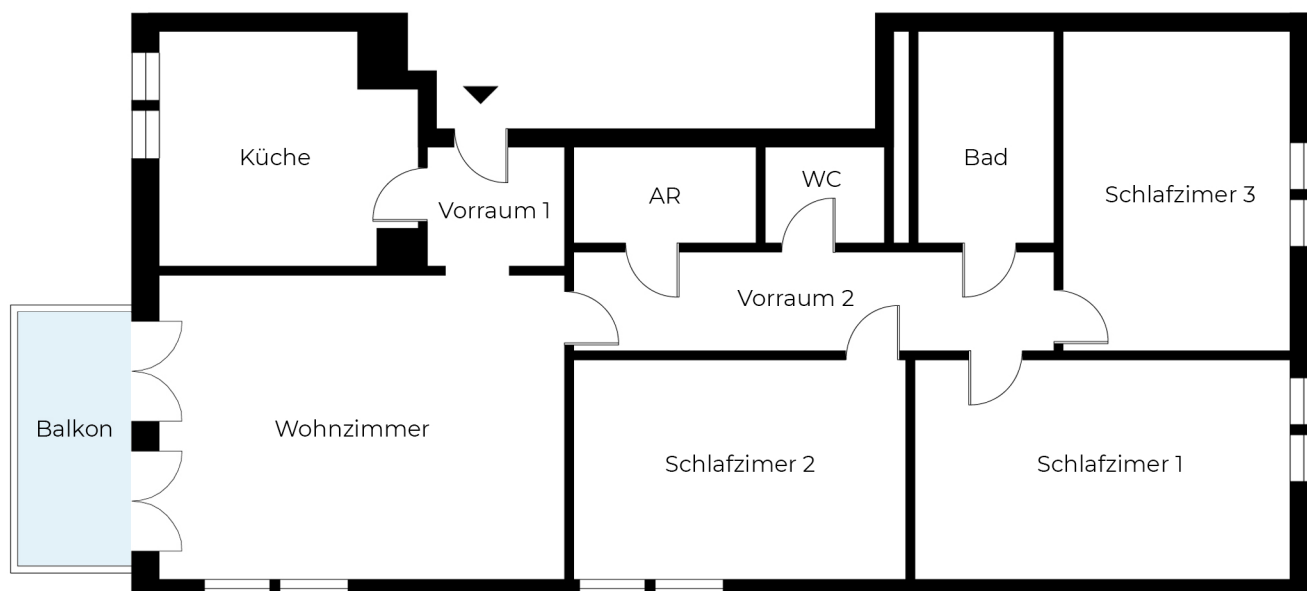 Küche
Vorraum 1
AR
WC
Bad
Schlafzimer 3
Vorraum 2
Balkon
Wohnzimmer
Schlafzimer 2
Schlafzimer 1